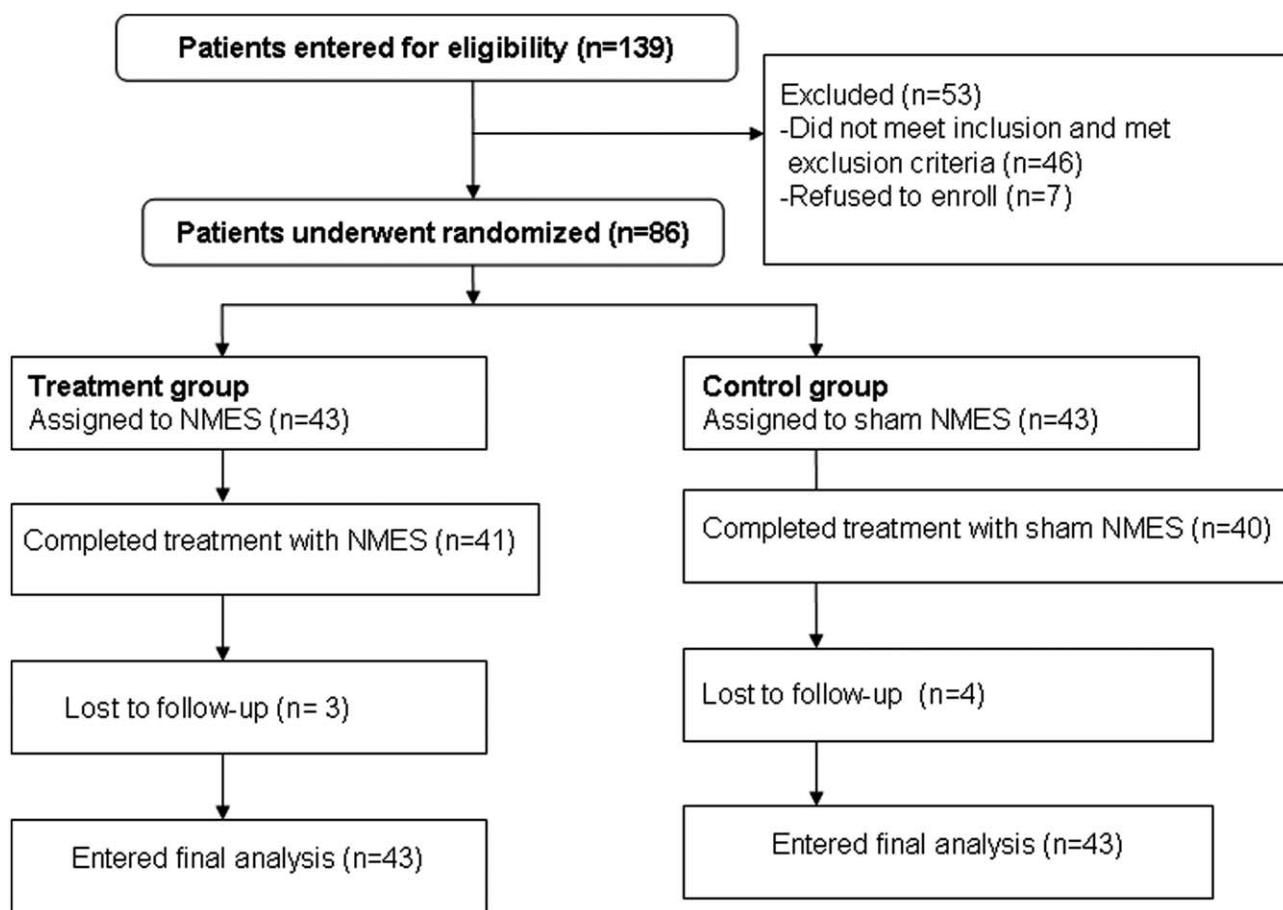 Patients entered for eligibility (n=139)
Excluded (n=53)
-Did not meet inclusion and met
exclusion criteria (n=46)
-Refused to enroll (n=7)
Patients underwent randomized (n=86)
Treatment group
Assigned to NMES (n=43)
Control group
Assigned to sham NMES (n=43)
Completed treatment with NMES (n=41)
Completed treatment with sham NMES (n=40)
Lost to follow-up (n= 3)
Lost to follow-up (n=4)
Entered final analysis (n=43)
Entered final analysis (n=43)